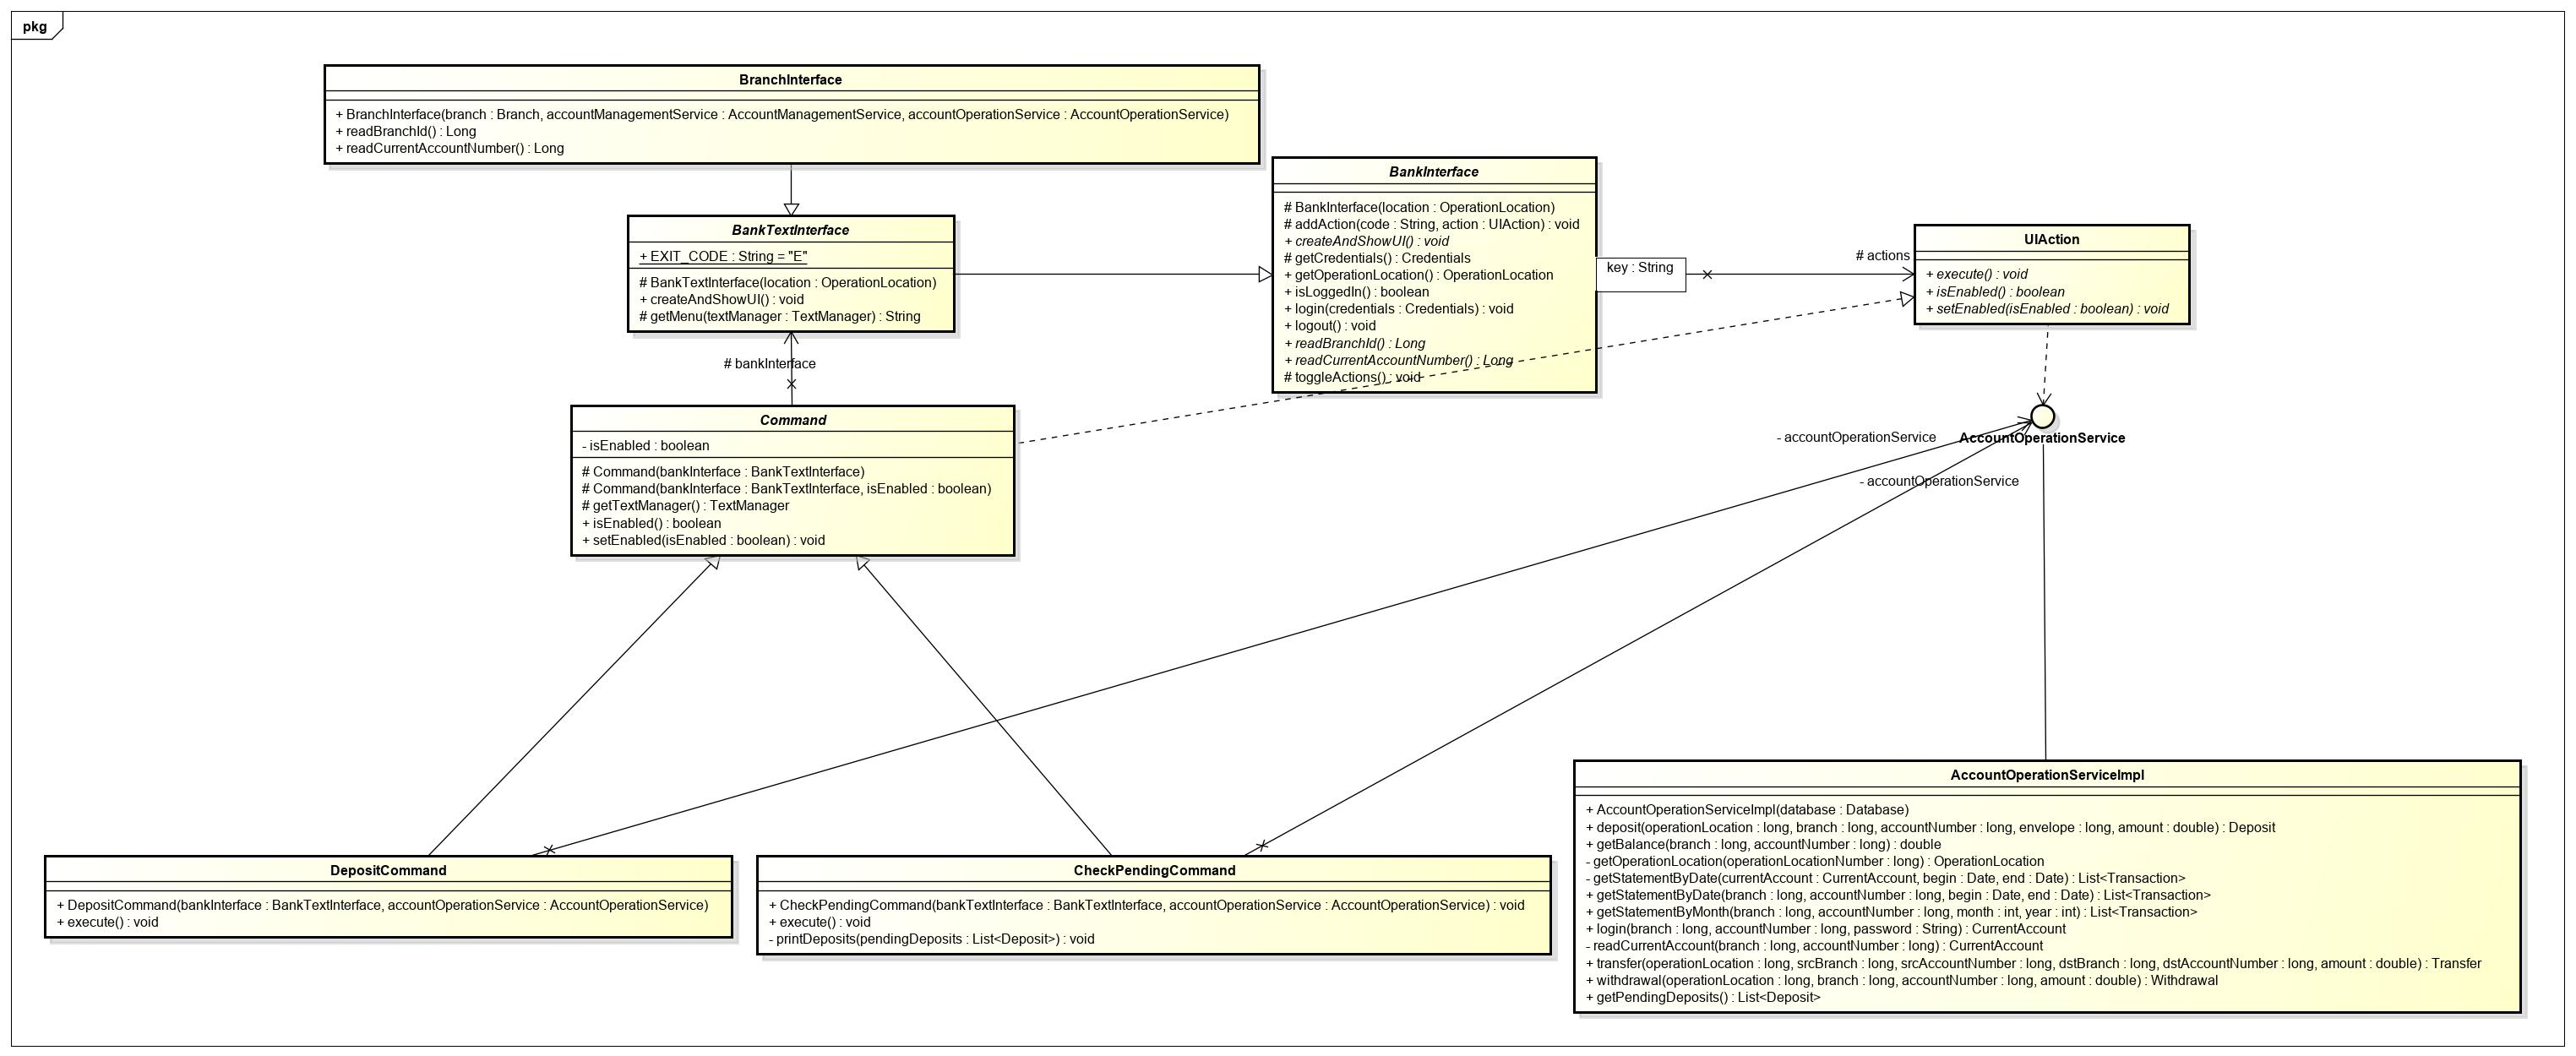 pkg
BranchInterface
+ BranchInterface(branch : Branch, accountManagementService : AccountManagementService, accountOperationService : AccountOperationService)
+ readBranchId() : Long
+ readCurrentAccountNumber() : Long
BankTextInterface
+ EXIT_CODE : String = "E"
# BankTextInterface(location : OperationLocation)
+ createAndShowUI() : void
# getMenu(textManager : TextManager) : String
BankInterface
# BankInterface(location : OperationLocation)
# addAction(code : String, action : UIAction) : void
+ createAndShowUI() : void
# getCredentials() : Credentials
+ getOperationLocation() : OperationLocation
+ isLoggedIn() : boolean
+ login(credentials : Credentials) : void
+ logout() : void
+ readBranchId() : Long
+ readCurrentAccountNumber() : Long
# toggleActions() : void
key : String
# actions
UIAction
+ execute() : void
+ isEnabled() : boolean
+ setEnabled(isEnabled : boolean) : void
# bankInterface
Command
- isEnabled : boolean
# Command(bankInterface : BankTextInterface)
# Command(bankInterface : BankTextInterface, isEnabled : boolean)
# getTextManager() : TextManager
+ isEnabled() : boolean
+ setEnabled(isEnabled : boolean) : void
- accountOperationService
AccountOperationService
- accountOperationService
DepositCommand
+ DepositCommand(bankInterface : BankTextInterface, accountOperationService : AccountOperationService)
+ execute() : void
CheckPendingCommand
+ CheckPendingCommand(bankTextInterface : BankTextInterface, accountOperationService : AccountOperationService) : void
+ execute() : void
- printDeposits(pendingDeposits : List<Deposit>) : void
AccountOperationServiceImpl
+ AccountOperationServiceImpl(database : Database)
+ deposit(operationLocation : long, branch : long, accountNumber : long, envelope : long, amount : double) : Deposit
+ getBalance(branch : long, accountNumber : long) : double
- getOperationLocation(operationLocationNumber : long) : OperationLocation
- getStatementByDate(currentAccount : CurrentAccount, begin : Date, end : Date) : List<Transaction>
+ getStatementByDate(branch : long, accountNumber : long, begin : Date, end : Date) : List<Transaction>
+ getStatementByMonth(branch : long, accountNumber : long, month : int, year : int) : List<Transaction>
+ login(branch : long, accountNumber : long, password : String) : CurrentAccount
- readCurrentAccount(branch : long, accountNumber : long) : CurrentAccount
+ transfer(operationLocation : long, srcBranch : long, srcAccountNumber : long, dstBranch : long, dstAccountNumber : long, amount : double) : Transfer
+ withdrawal(operationLocation : long, branch : long, accountNumber : long, amount : double) : Withdrawal
+ getPendingDeposits() : List<Deposit>